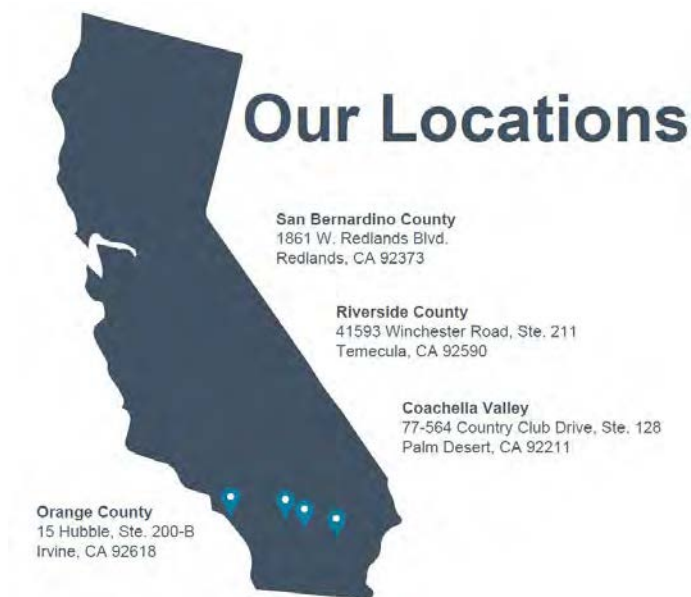 Our Locations
San Bernardino County
1861 W. Redlands Blvd.
Redlands, CA 92373
Riverside County
41593 Winchester Road, Ste. 211
Temecula, CA 92590
Coachella Valley
77-564 Country Club Drive, Ste. 128
Palm Desert, CA 92211
Orange County
15 Hubble, Ste. 200-B
Irvine, CA 92618